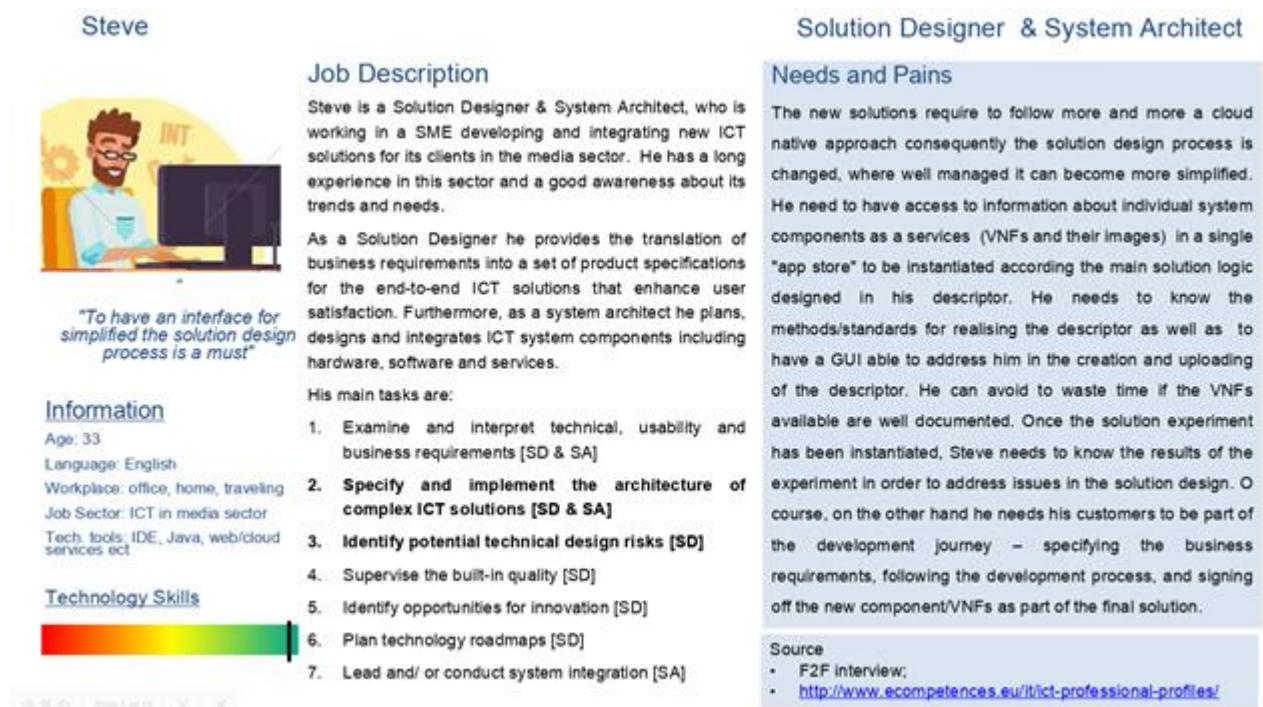 Steve
Solution Designer & System Architect
INT
"To have an interface for
simplified the solution design
process is a must"
Information
Age: 33
Language: English
Workplace: office, home, traveling
Job Sector: ICT in media sector
Tech. tools: IDE, Java, web/cloud
services ect
Technology Skills
Job Description
Steve is a Solution Designer & System Architect, who is
working in a SME developing and integrating new ICT
solutions for its clients in the media sector. He has a long
experience in this sector and a good awareness about its
trends and needs.
As a Solution Designer he provides the translation of
business requirements into a set of product specifications
for the end-to-end ICT solutions that enhance user
satisfaction. Furthermore, as a system architect he plans,
designs and integrates ICT system components including
hardware, software and services.
His main tasks are:
1. Examine and interpret technical, usability and
business requirements [SD & SA]
2. Specify and implement the architecture of
complex ICT solutions [SD & SA]
3. Identify potential technical design risks [SD]
4. Supervise the built-in quality [SD]
5. Identify opportunities for innovation [SD]
6. Plan technology roadmaps [SD]
7. Lead and/ or conduct system integration [SA]
Needs and Pains
The new solutions require to follow more and more a cloud
native approach consequently the solution design process is
changed, where well managed it can become more simplified.
He need to have access to information about individual system
components as a services (VNFs and their images) in a single
"app store" to be instantiated according the main solution logic
designed in his descriptor. He needs to know the
methods/standards for realising the descriptor as well as to
have a GUI able to address him in the creation and uploading
of the descriptor. He can avoid to waste time if the VNFs
available are well documented. Once the solution experiment
has been instantiated, Steve needs to know the results of the
experiment in order to address issues in the solution design. O
course, on the other hand he needs his customers to be part of
the development journey – specifying the business
requirements, following the development process, and signing
off the new component/VNFs as part of the final solution.
Source
• F2F interview;
• http://www.ecompetences.eu/it/ict-professional-profiles/